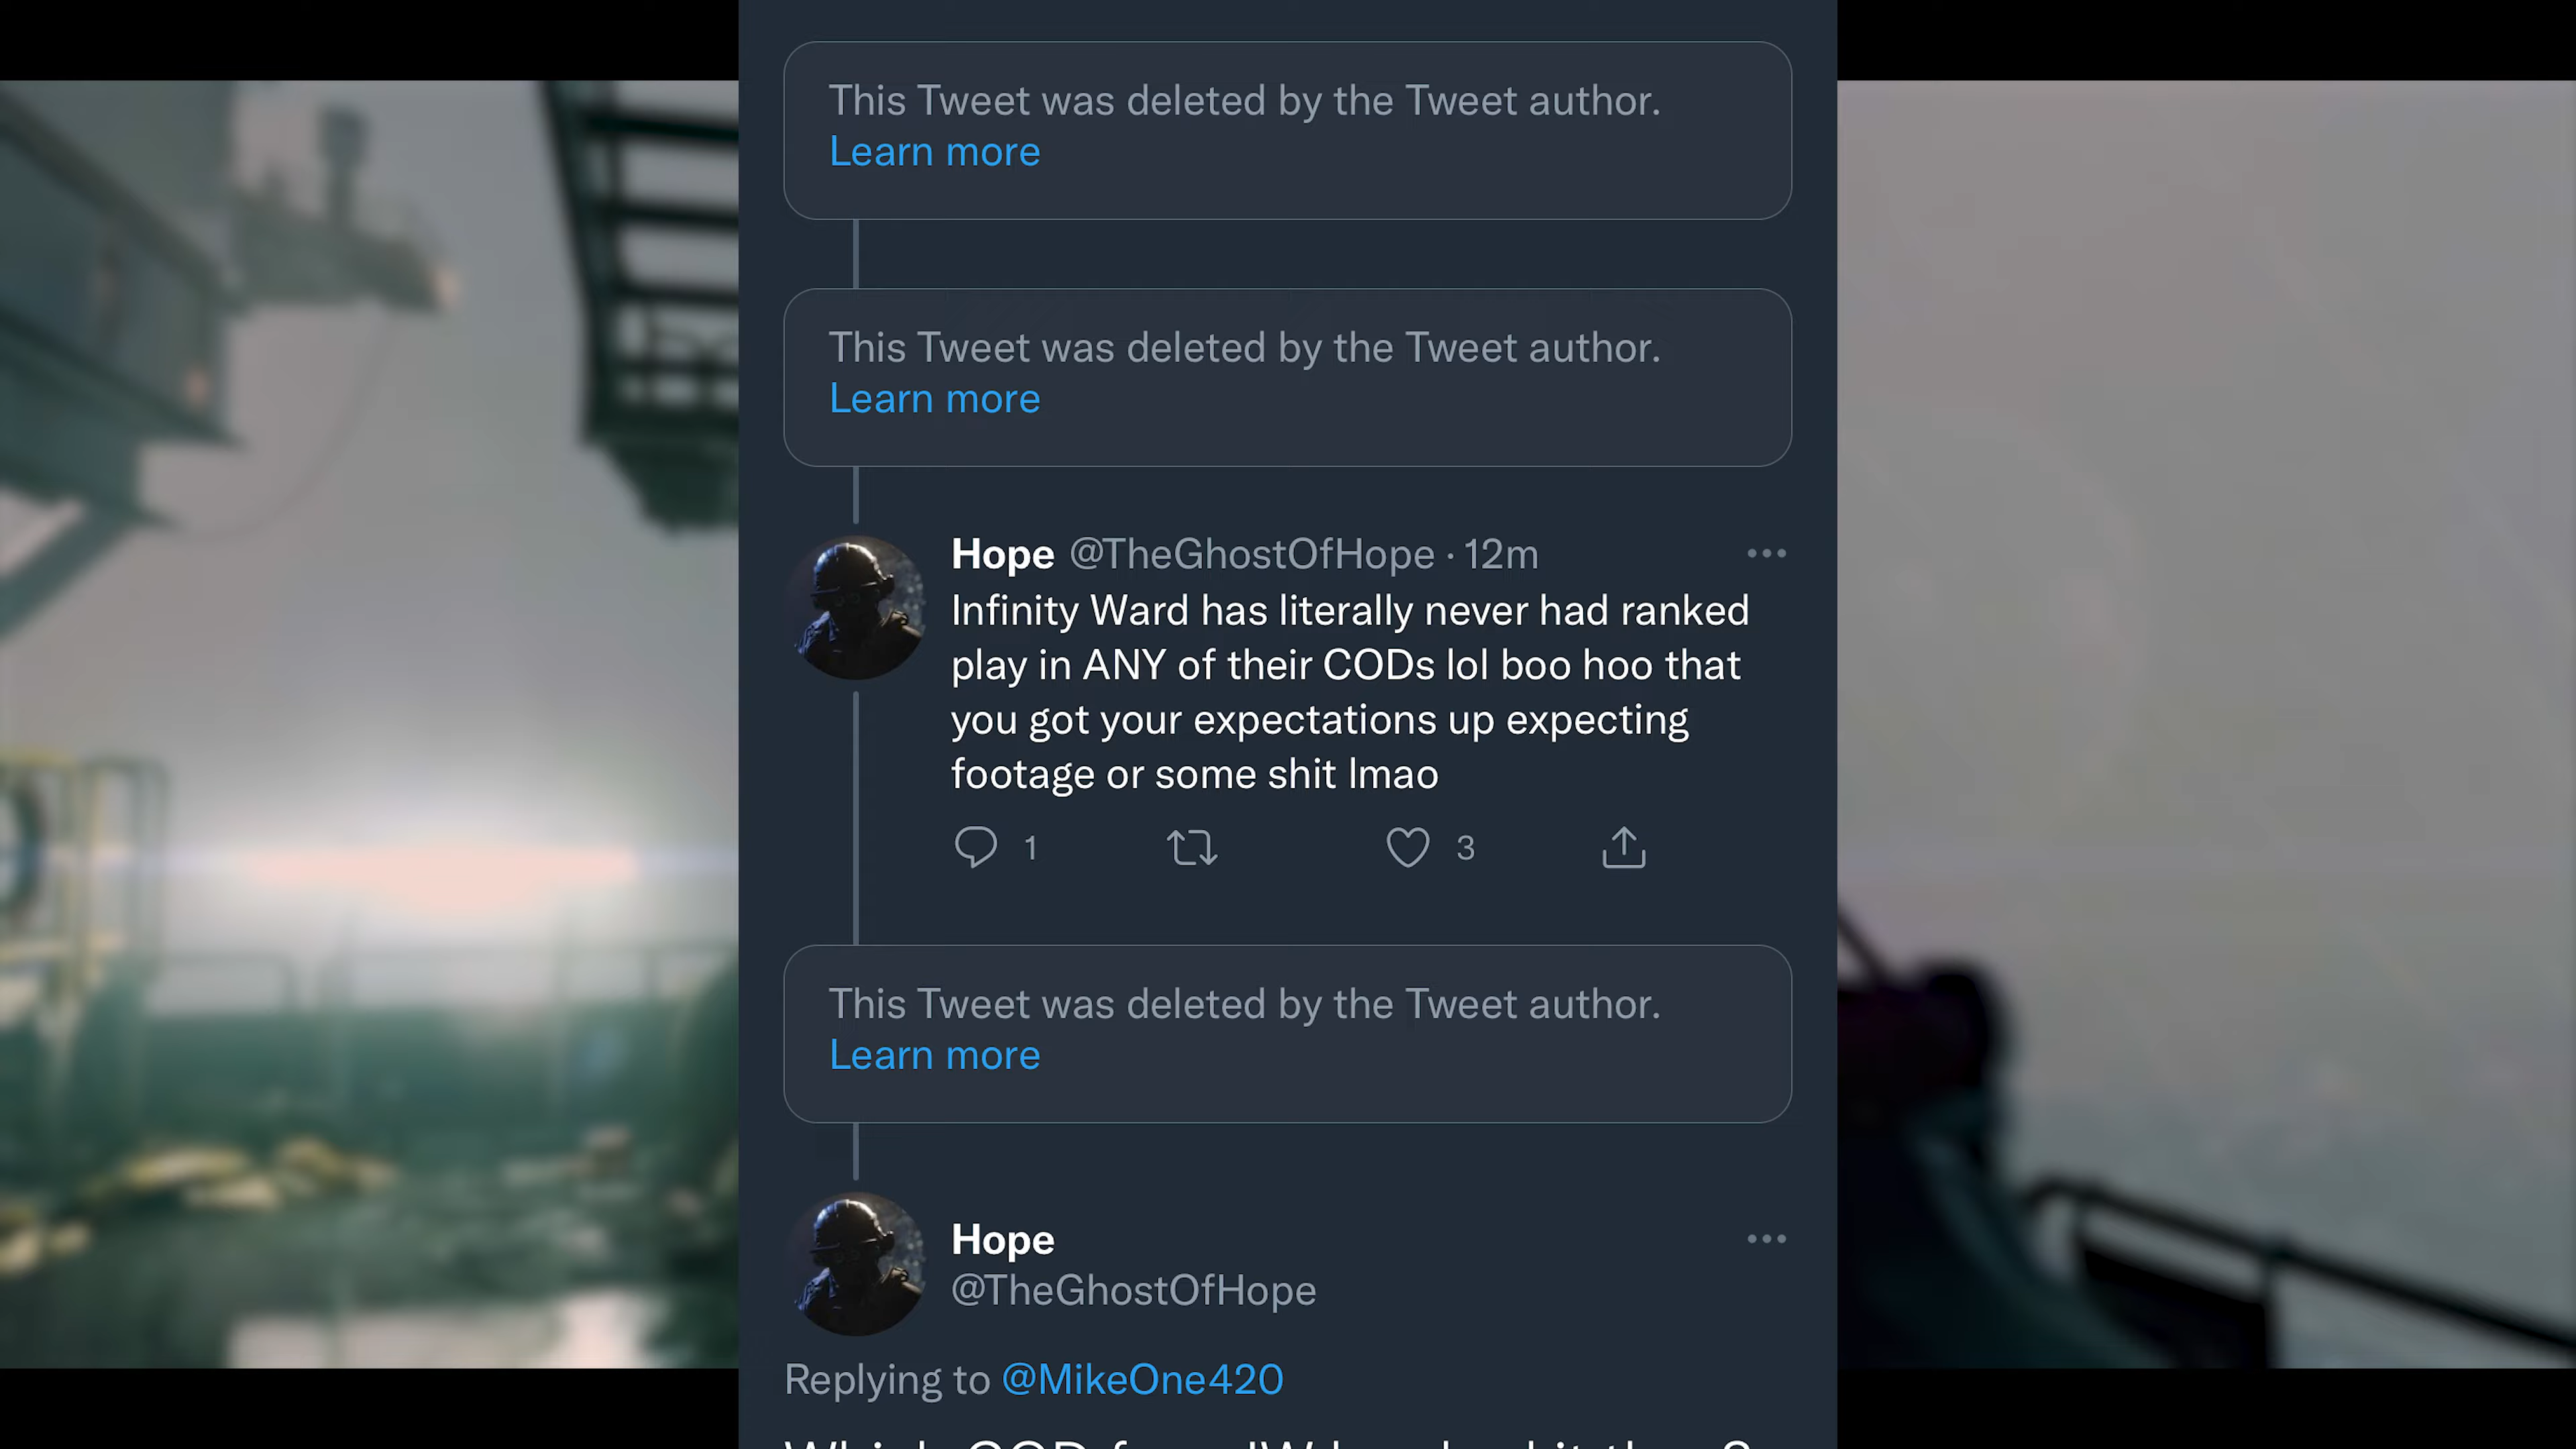 This Tweet was deleted by the Tweet author.
Learn more
This Tweet was deleted by the Tweet author.
Learn more
Hope @TheGhostOfHope · 12m
Infinity Ward has literally never had ranked
play in ANY of their CODs lol boo hoo that
you got your expectations up expecting
footage or some shit lmao
1 3
This Tweet was deleted by the Tweet author.
Learn more
Hope
@TheGhostOfHope
Replying to @MikeOne420